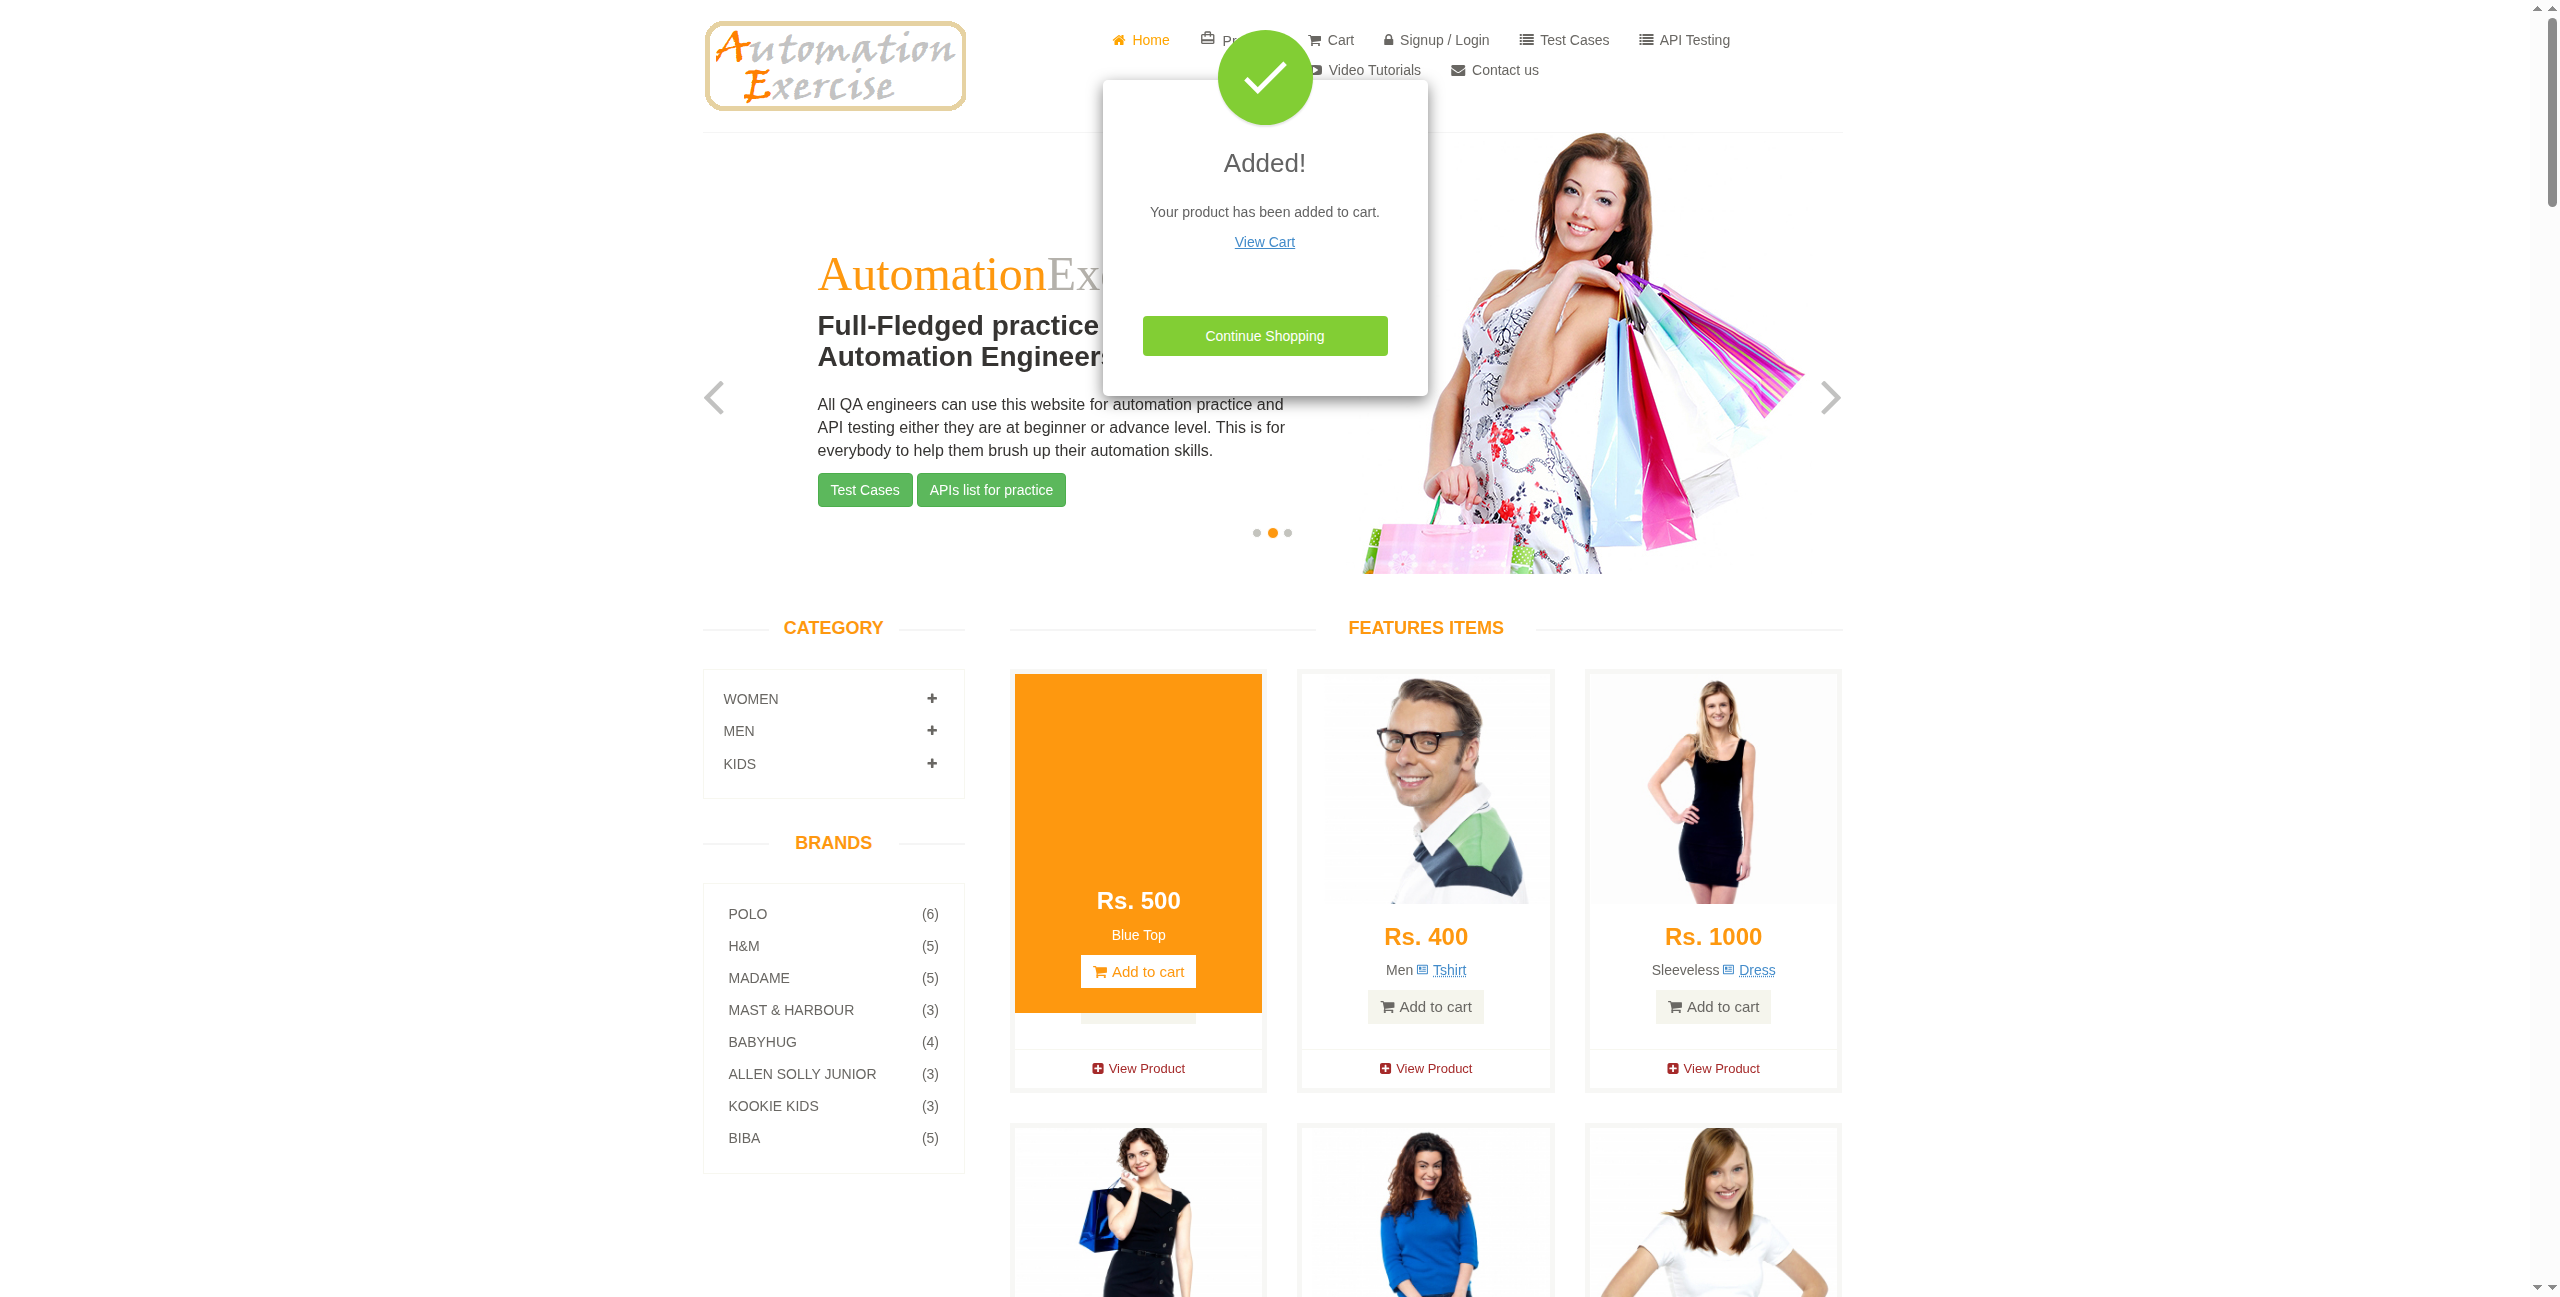 Automation
Exercise
Home
Cart
Signup / Login
Test Cases
API Testing
Video Tutorials
Contact us
Added!
Your product has been added to cart.
View Cart
Continue Shopping
Automation
Full-Fledged practice
Automation
All QA engineers can use this website for automation practice and
API testing either they are at beginner or advance level. This is for
everybody to help them brush up their automation skills.
Test Cases
APIs list for practice
CATEGORY
WOMEN
MEN
KIDS
BRANDS
POLO (6)
H&M (5)
MADAME (5)
MAST & HARBOUR (3)
BABYHUG (4)
ALLEN SOLLY JUNIOR (3)
KOOKIE KIDS (3)
BIBA (5)
FEATURES ITEMS
Rs. 500
Blue Top
Add to cart
View Product
Rs. 400
Men Tshirt
Add to cart
View Product
Rs. 1000
Sleeveless Dress
Add to cart
View Product